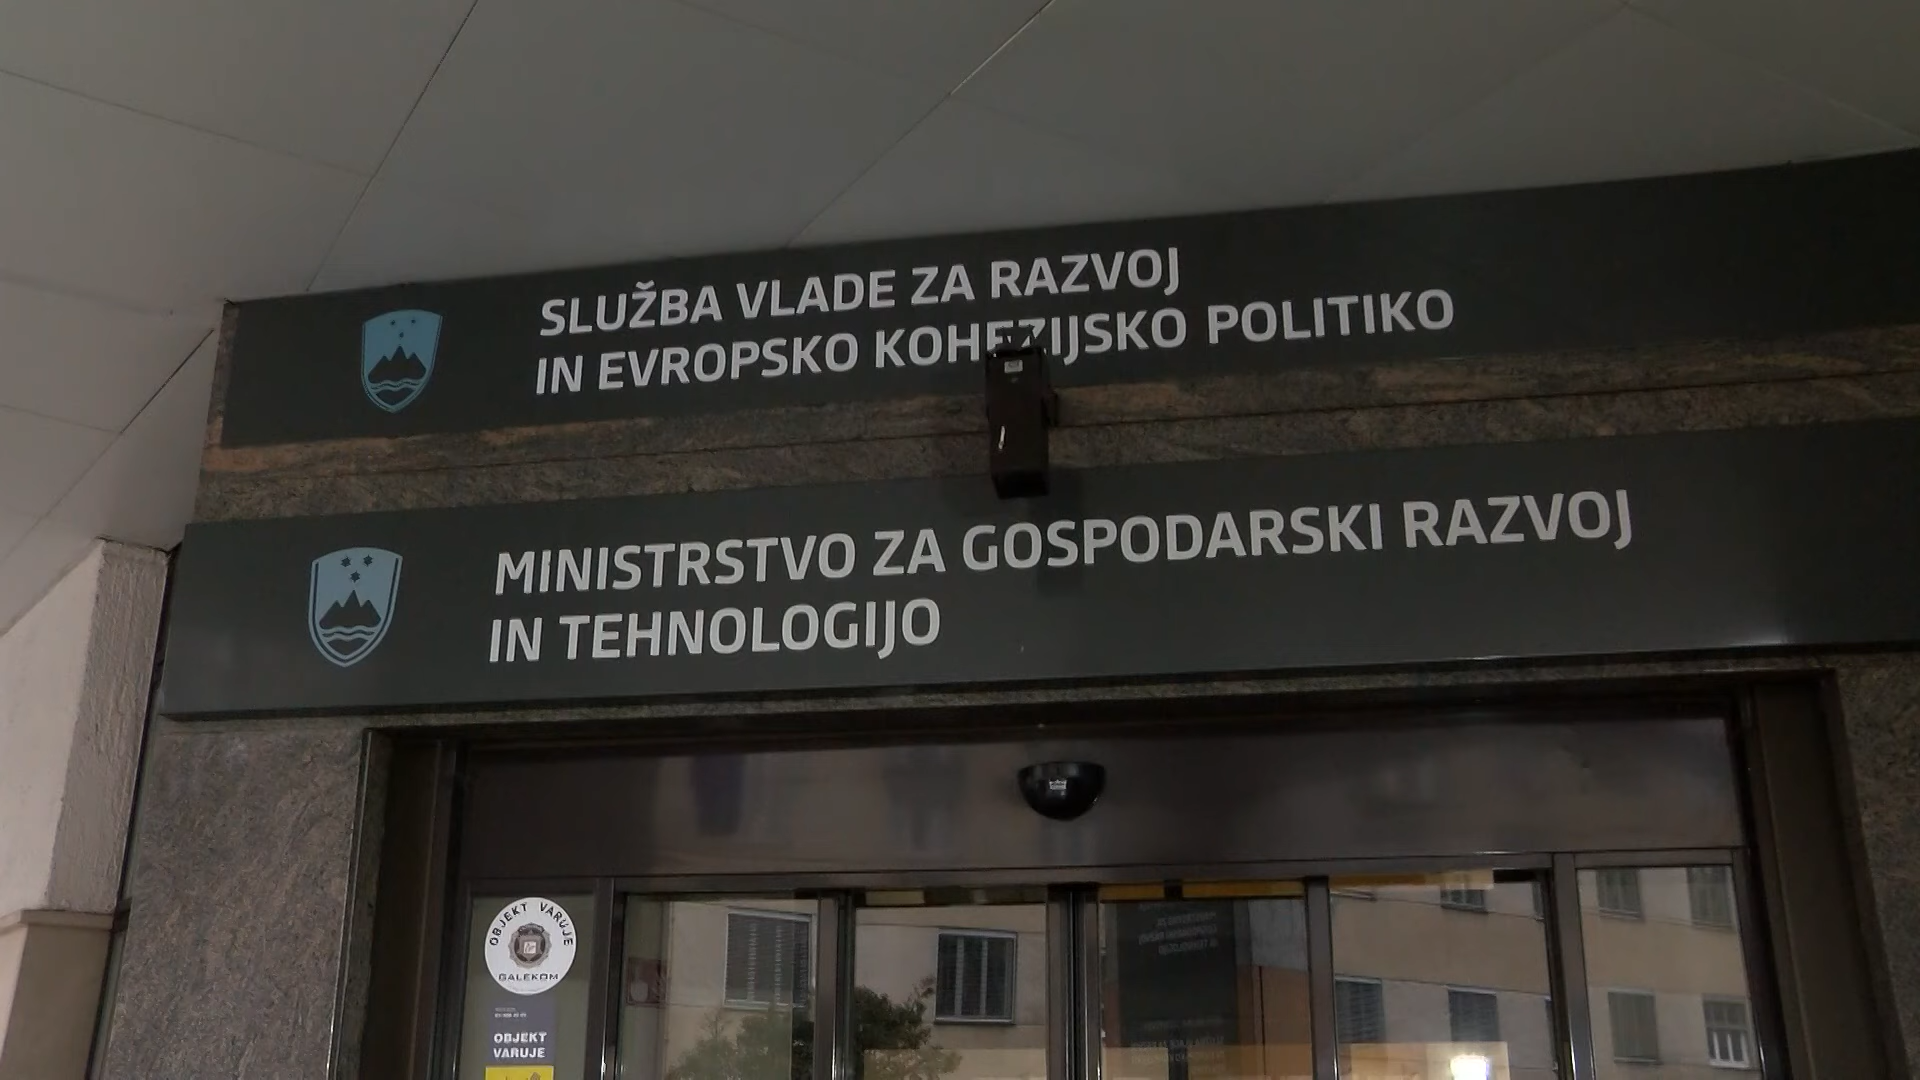 SLUŽBA VLADE ZA RAZVOJ
IN EVROPSKO KOHEZIJSKO POLITIKO
MINISTRSTVO ZA GOSPODARSKI RAZVOJ
IN TEHNOLOGIJO
OBJEKT VARUJE
GALEKOM
OBJEKT
VARUJE